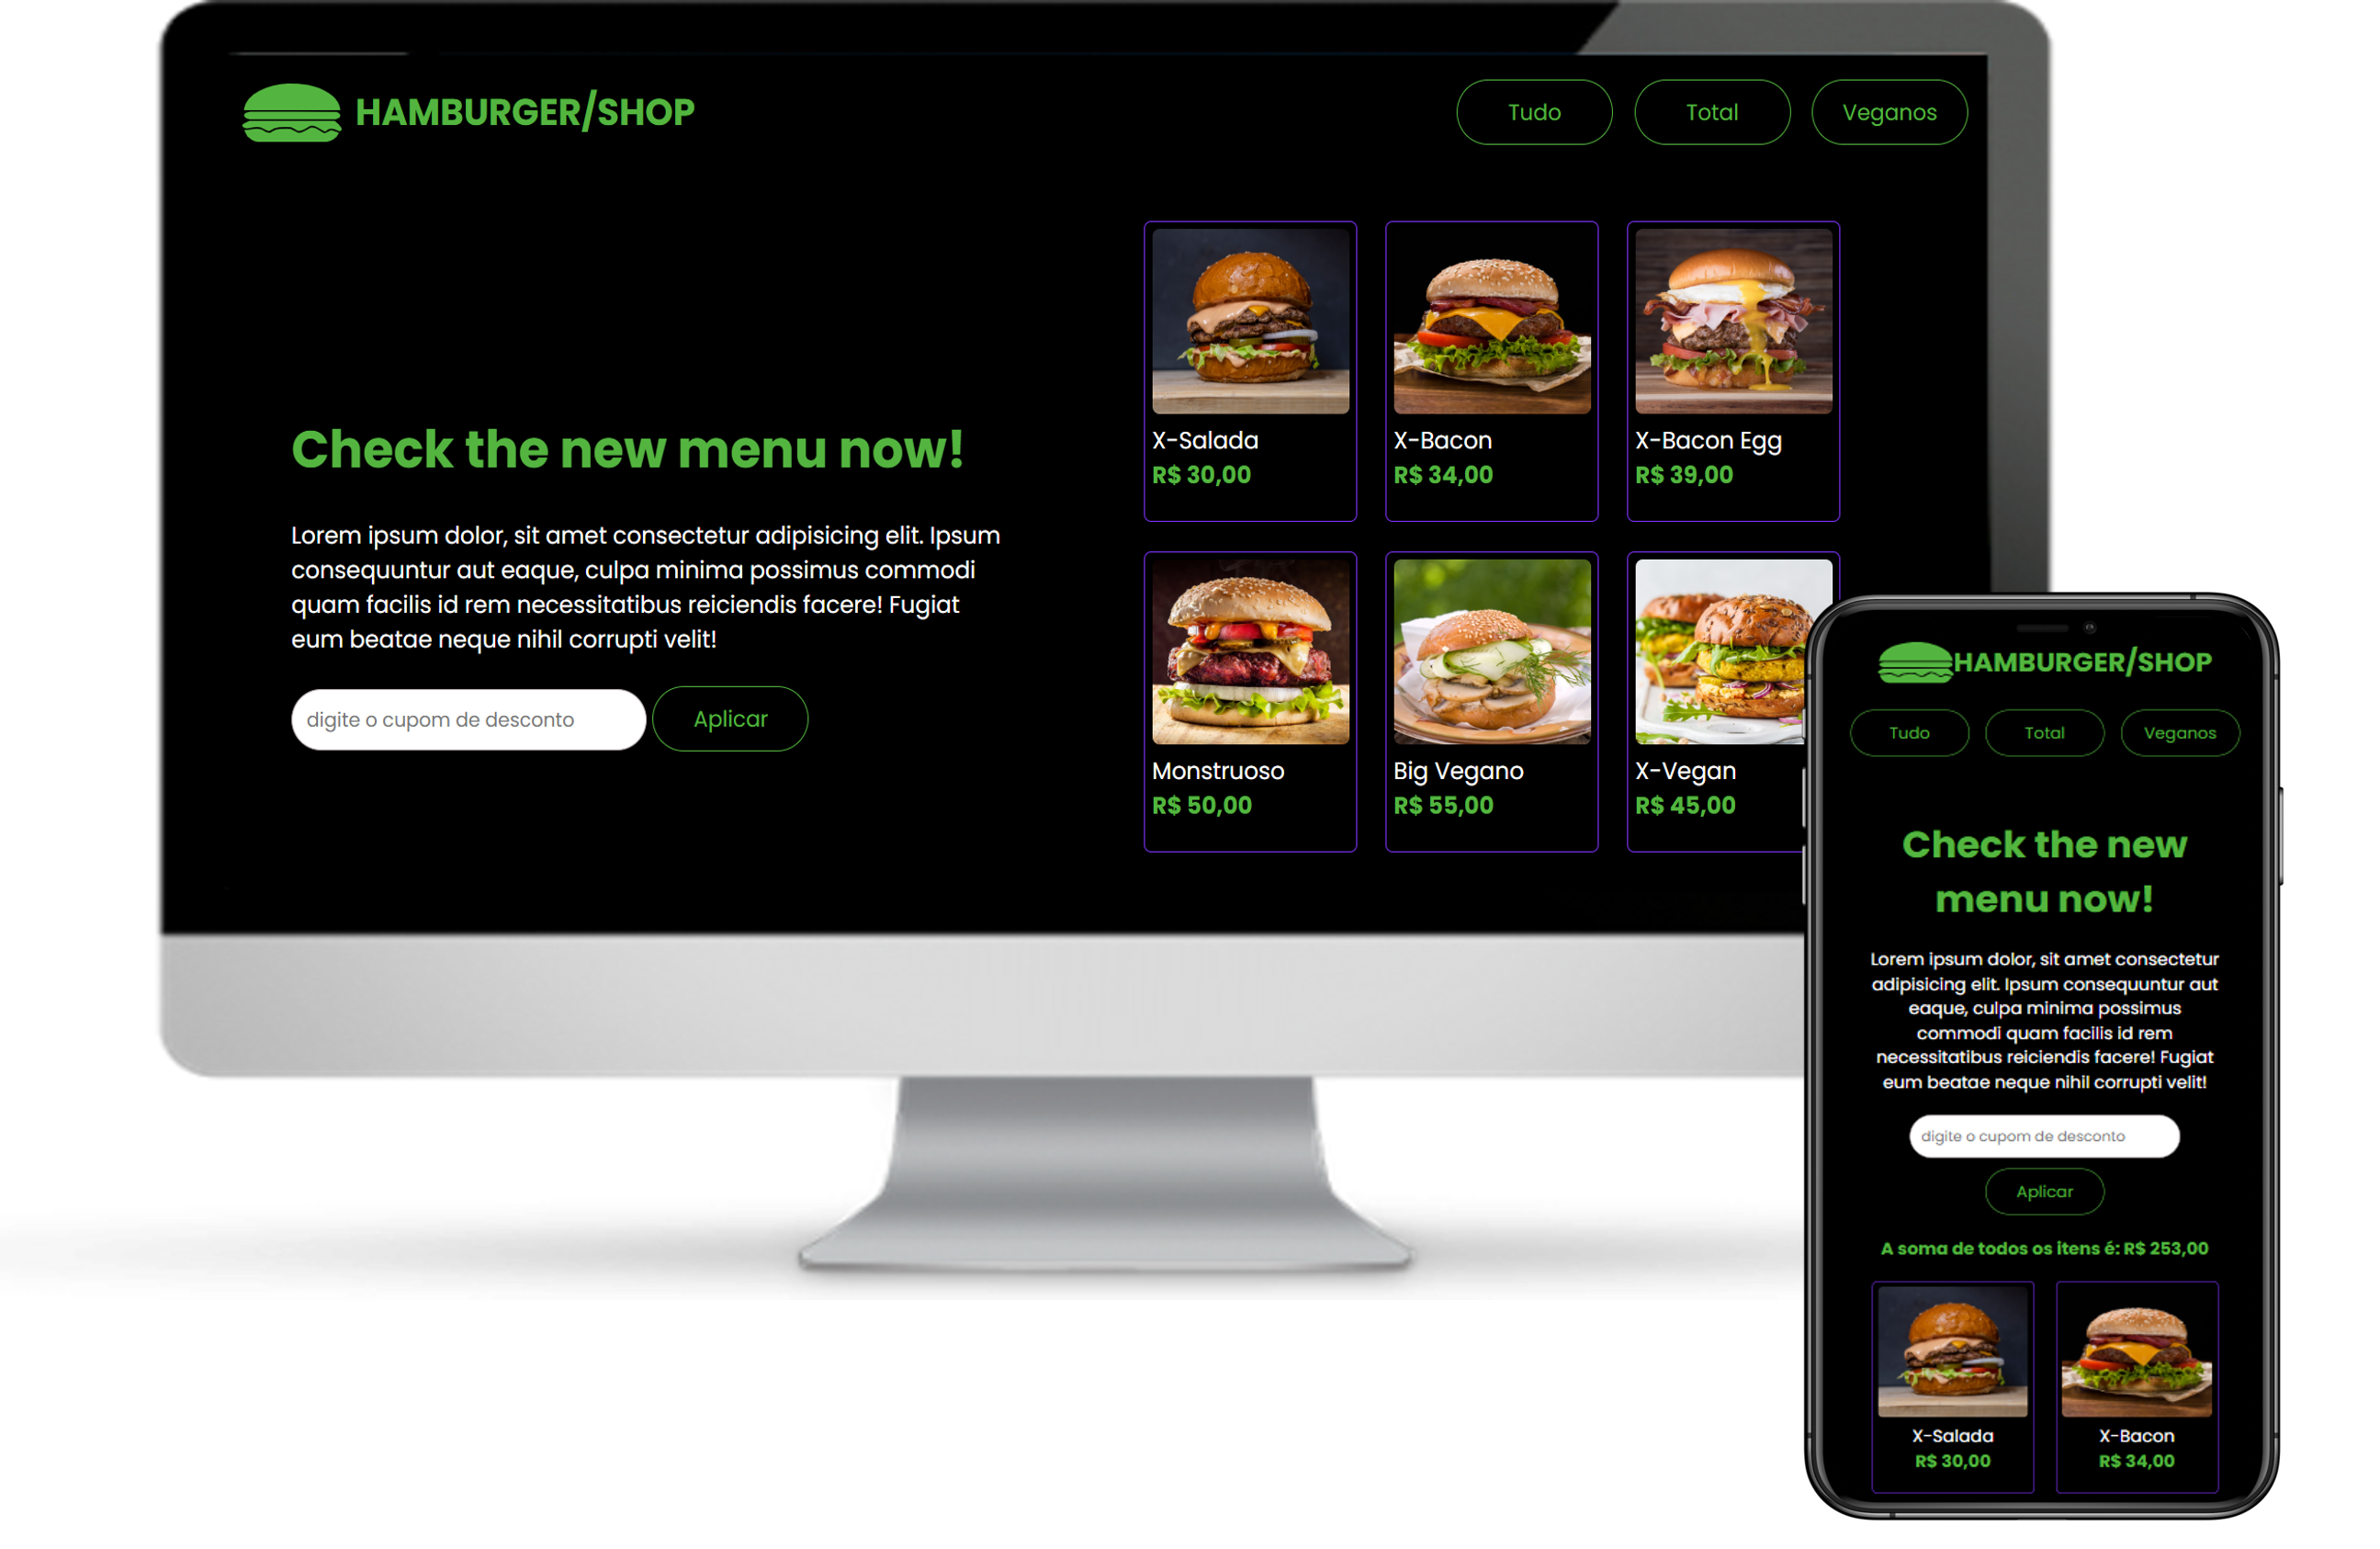 HAMBURGER/SHOP
Tudo
Total
Veganos
Check the new menu now!
Lorem ipsum dolor, sit amet consectetur adipisicing elit. Ipsum
consequuntur aut eaque, culpa minima possimus commodi
quam facilis id rem necessitatibus reiciendis facere! Fugiat
eum beatae neque nihil corrupti velit!
digite o cupom de desconto
Aplicar
X-Salada
R$ 30,00
X-Bacon
R$ 34,00
X-Bacon Egg
R$ 39,00
Monstruoso
R$ 50,00
Big Vegano
R$ 55,00
X-Vegan
R$ 45,00
HAMBURGER/SHOP
Tudo
Total
Veganos
Check the new
menu now!
Lorem ipsum dolor, sit amet consectetur
adipisicing elit. Ipsum consequuntur aut
eaque, culpa minima possimus
commodi quam facilis id rem
necessitatibus reiciendis facere! Fugiat
eum beatae neque nihil corrupti velit!
digite o cupom de desconto
Aplicar
A soma de todos os itens é: R$ 253,00
X-Salada
R$ 30,00
X-Bacon
R$ 34,00